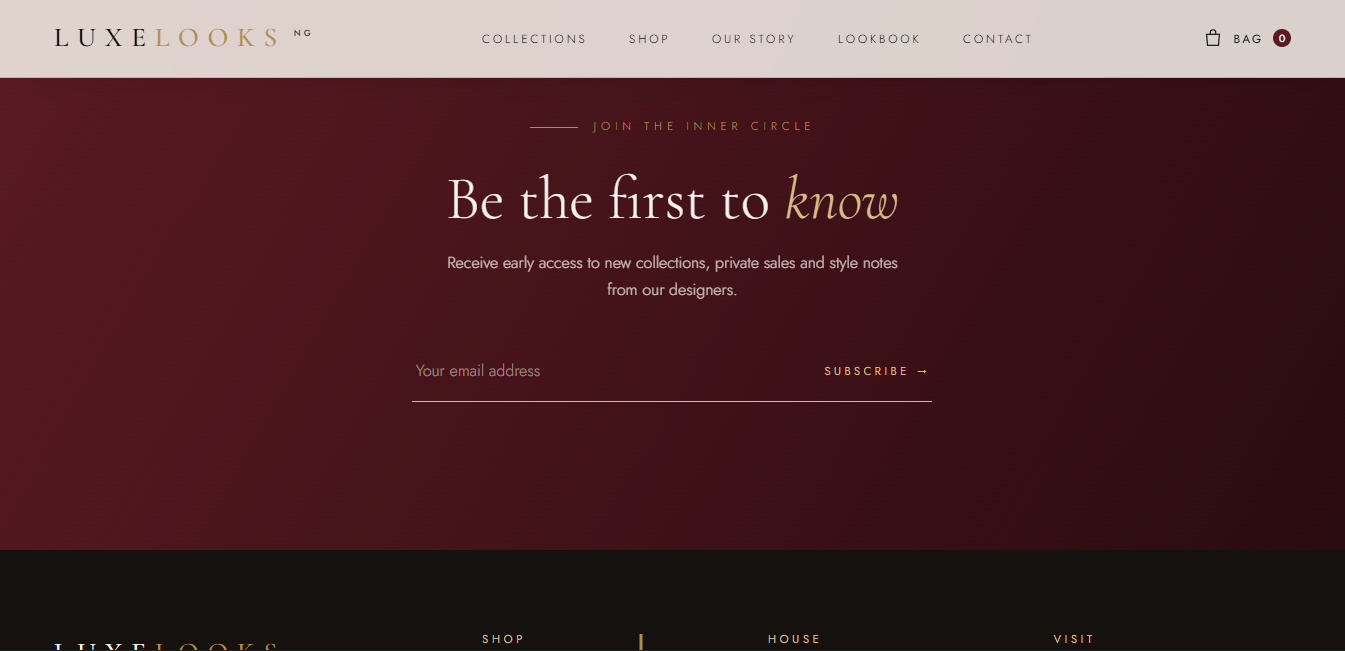 LUXELOOKS NG
COLLECTIONS SHOP OUR STORY LOOKBOOK CONTACT
BAG 0
JOIN THE INNER CIRCLE
Be the first to know
Receive early access to new collections, private sales and style notes
from our designers.
Your email address SUBSCRIBE →
LUXELOOKS SHOP HOUSE VISIT